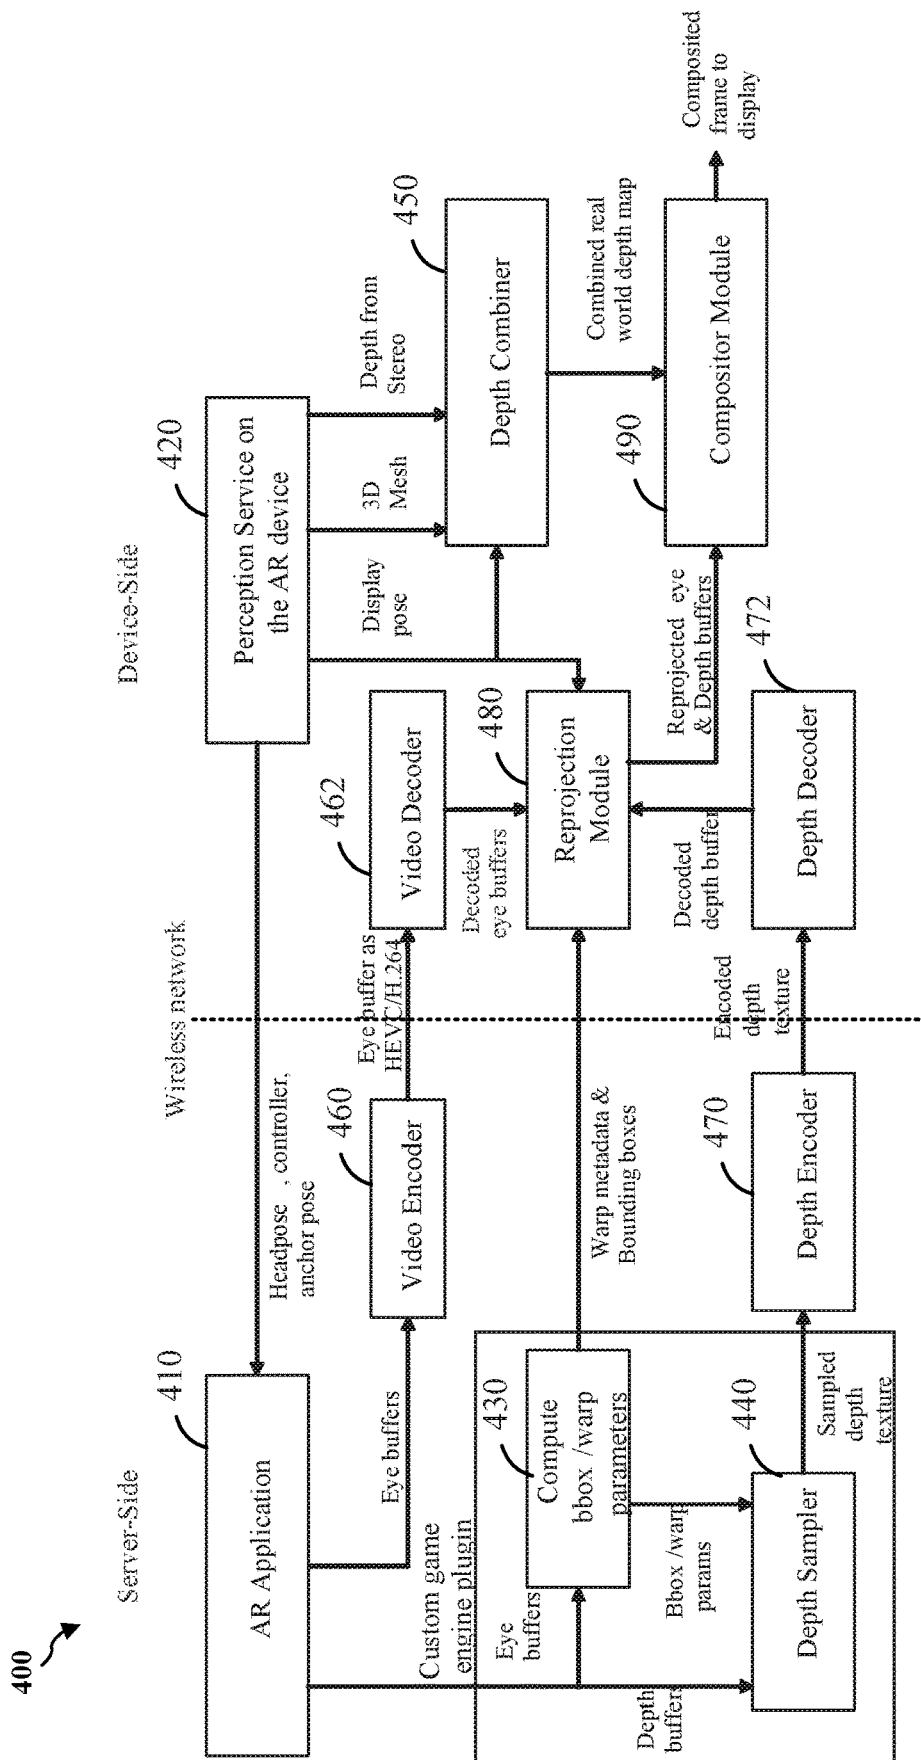 400
Server-Side
Wireless network
Device-Side
410
AR Application
Headpose , controller,
anchor pose
420
Perception Service on
the AR device
Eye buffers
460
Video Encoder
Eye buffer as
HEVC/H.264
462
Video Decoder
Decoded
eye buffers
Display
pose
3D
Mesh
Depth from
Stereo
450
Depth Combiner
Custom game
engine plugin
Eye
buffers
430
Compute
bbox /warp
parameters
Warp metadata &
Bounding boxes
480
Reprojection
Module
Reprojected eye
& Depth buffers
Combined real
world depth map
490
Compositor Module
Composited
frame to
display
Depth
buffers
Bbox /warp
params
440
Depth Sampler
Sampled
depth
texture
470
Depth Encoder
Encoded
depth
texture
472
Depth Decoder
Decoded
depth buffer